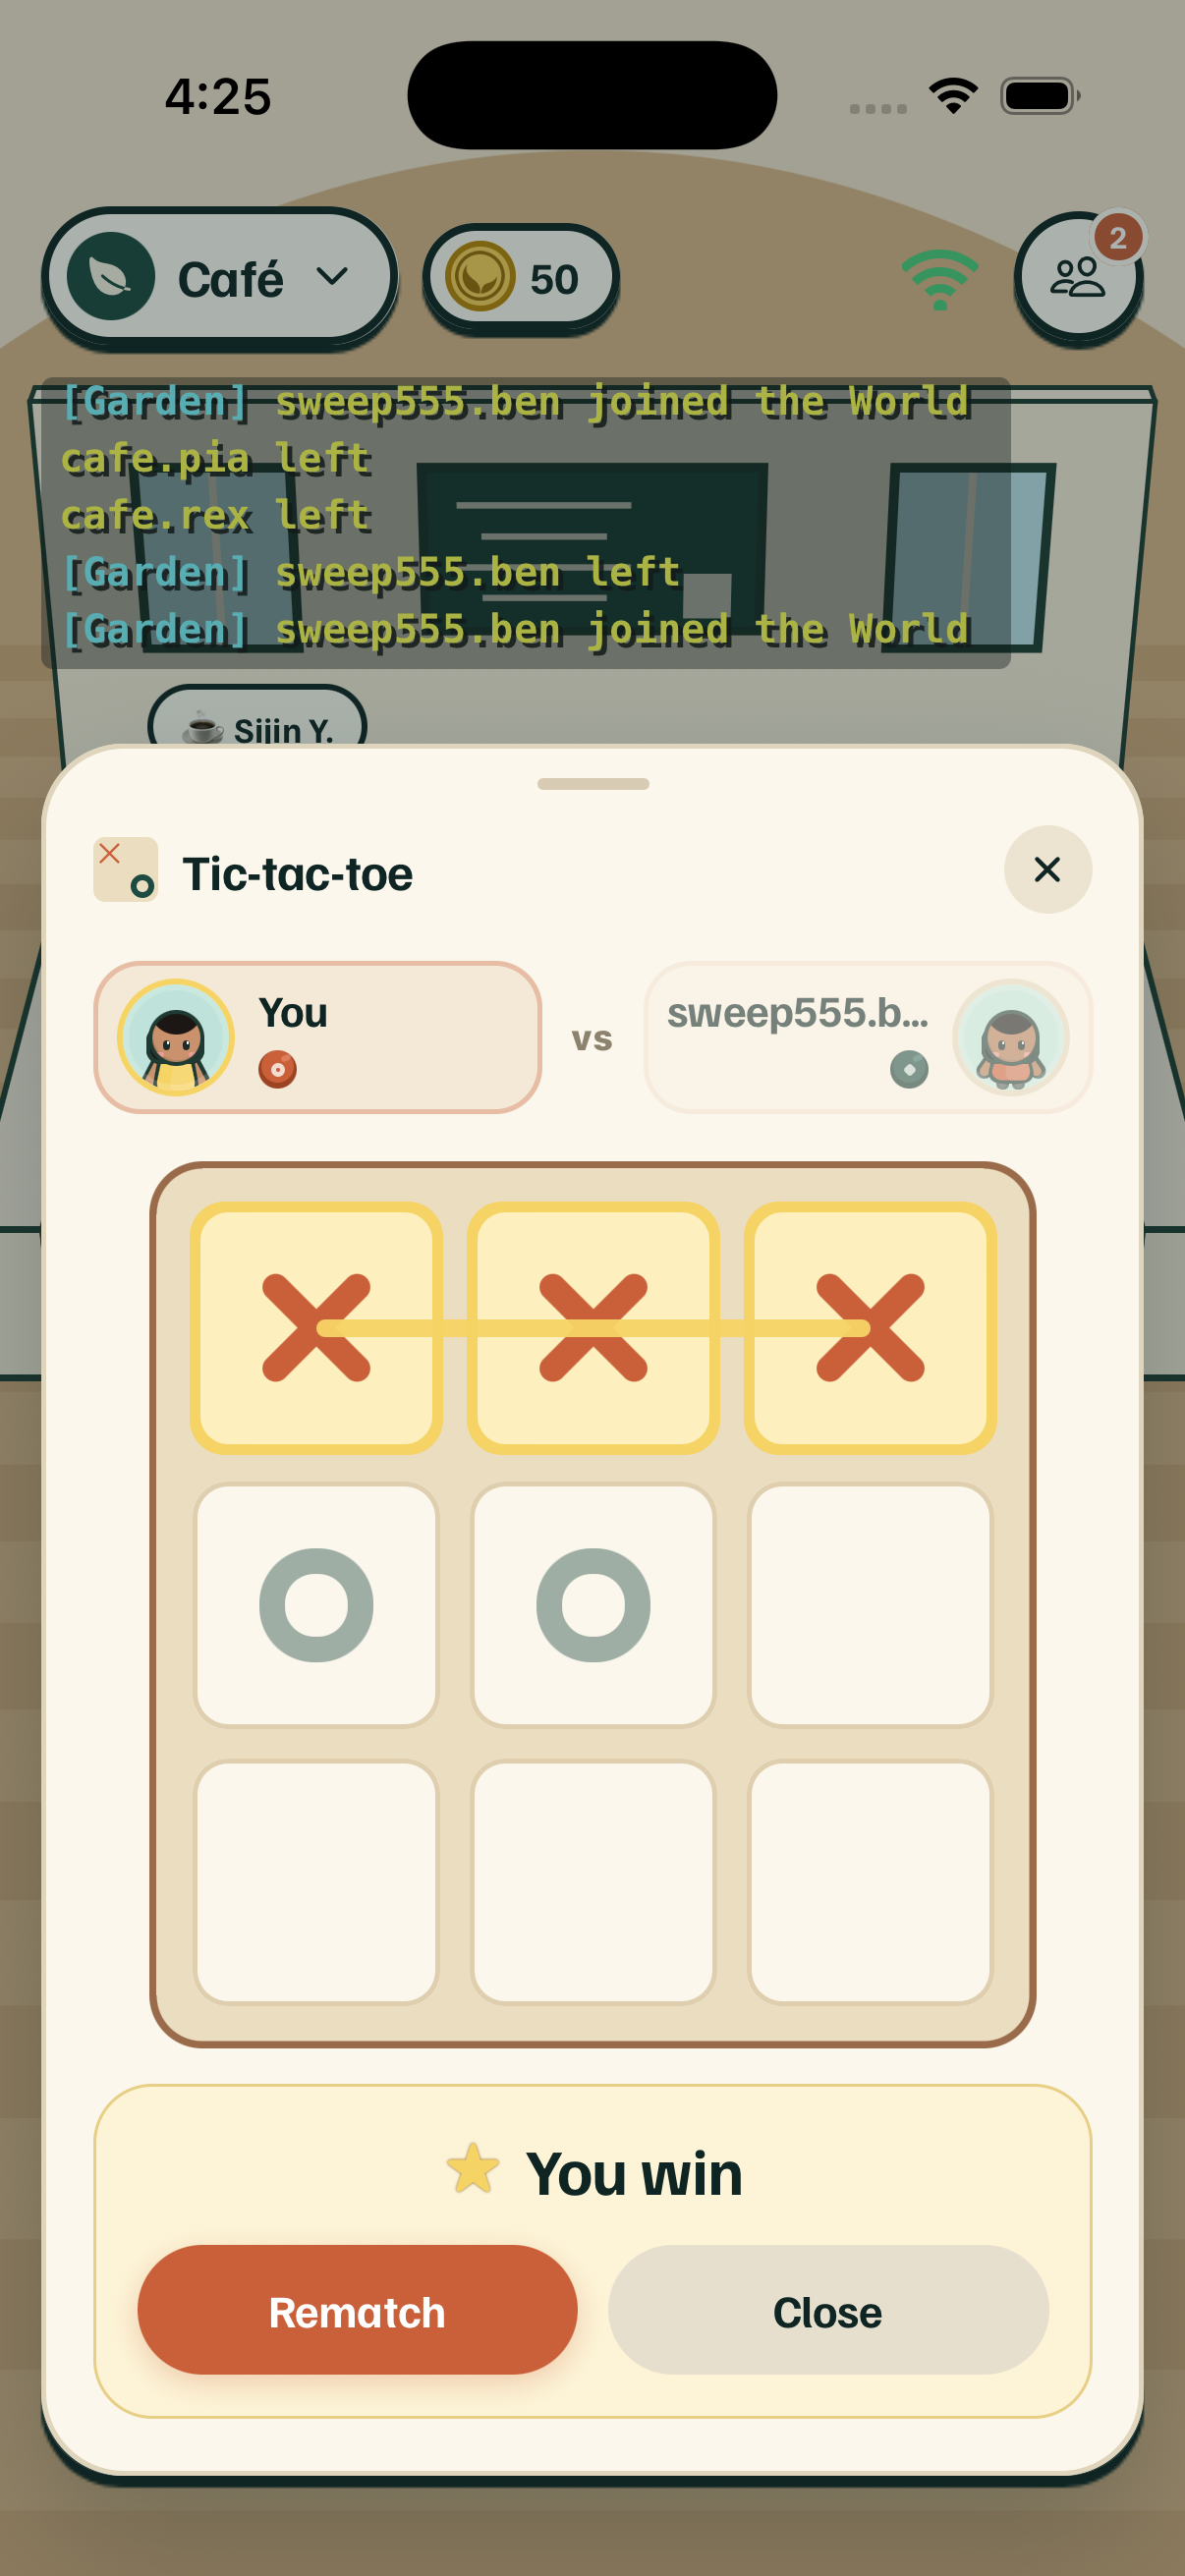 4:25
Café
50
2
[Garden] sweep555.ben joined the World
cafe.pia left
cafe.rex left
[Garden] sweep555.ben left
[Garden] sweep555.ben joined the World
Sijin Y.
Tic-tac-toe
You
vs
sweep555.b...
You win
Rematch
Close